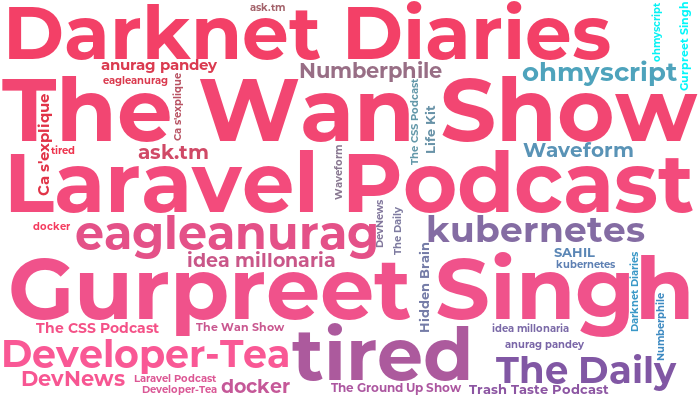 Darknet Diaries
ask.tm
ohmyscript
Gurpreet Singh
anurag pandey
eagleanurag
Numberphile
ohmyscript
The Wan Show
Ca s'explique
Ca s'explique
The CSS Podcast
Life Kit
tired
ask.tm
Waveform
Waveform
Laravel Podcast
docker
eagleanurag
DevNews
The Daily
kubernetes
idea millonaria
Hidden Brain
SAHIL
kubernetes
Darknet Diaries
Gurpreet Singh
Numberphile
The CSS Podcast
The Wan Show
tired
idea millonaria
anurag pandey
Developer-Tea
The Daily
DevNews
Laravel Podcast
Developer-Tea
docker
The Ground Up Show
Trash Taste Podcast